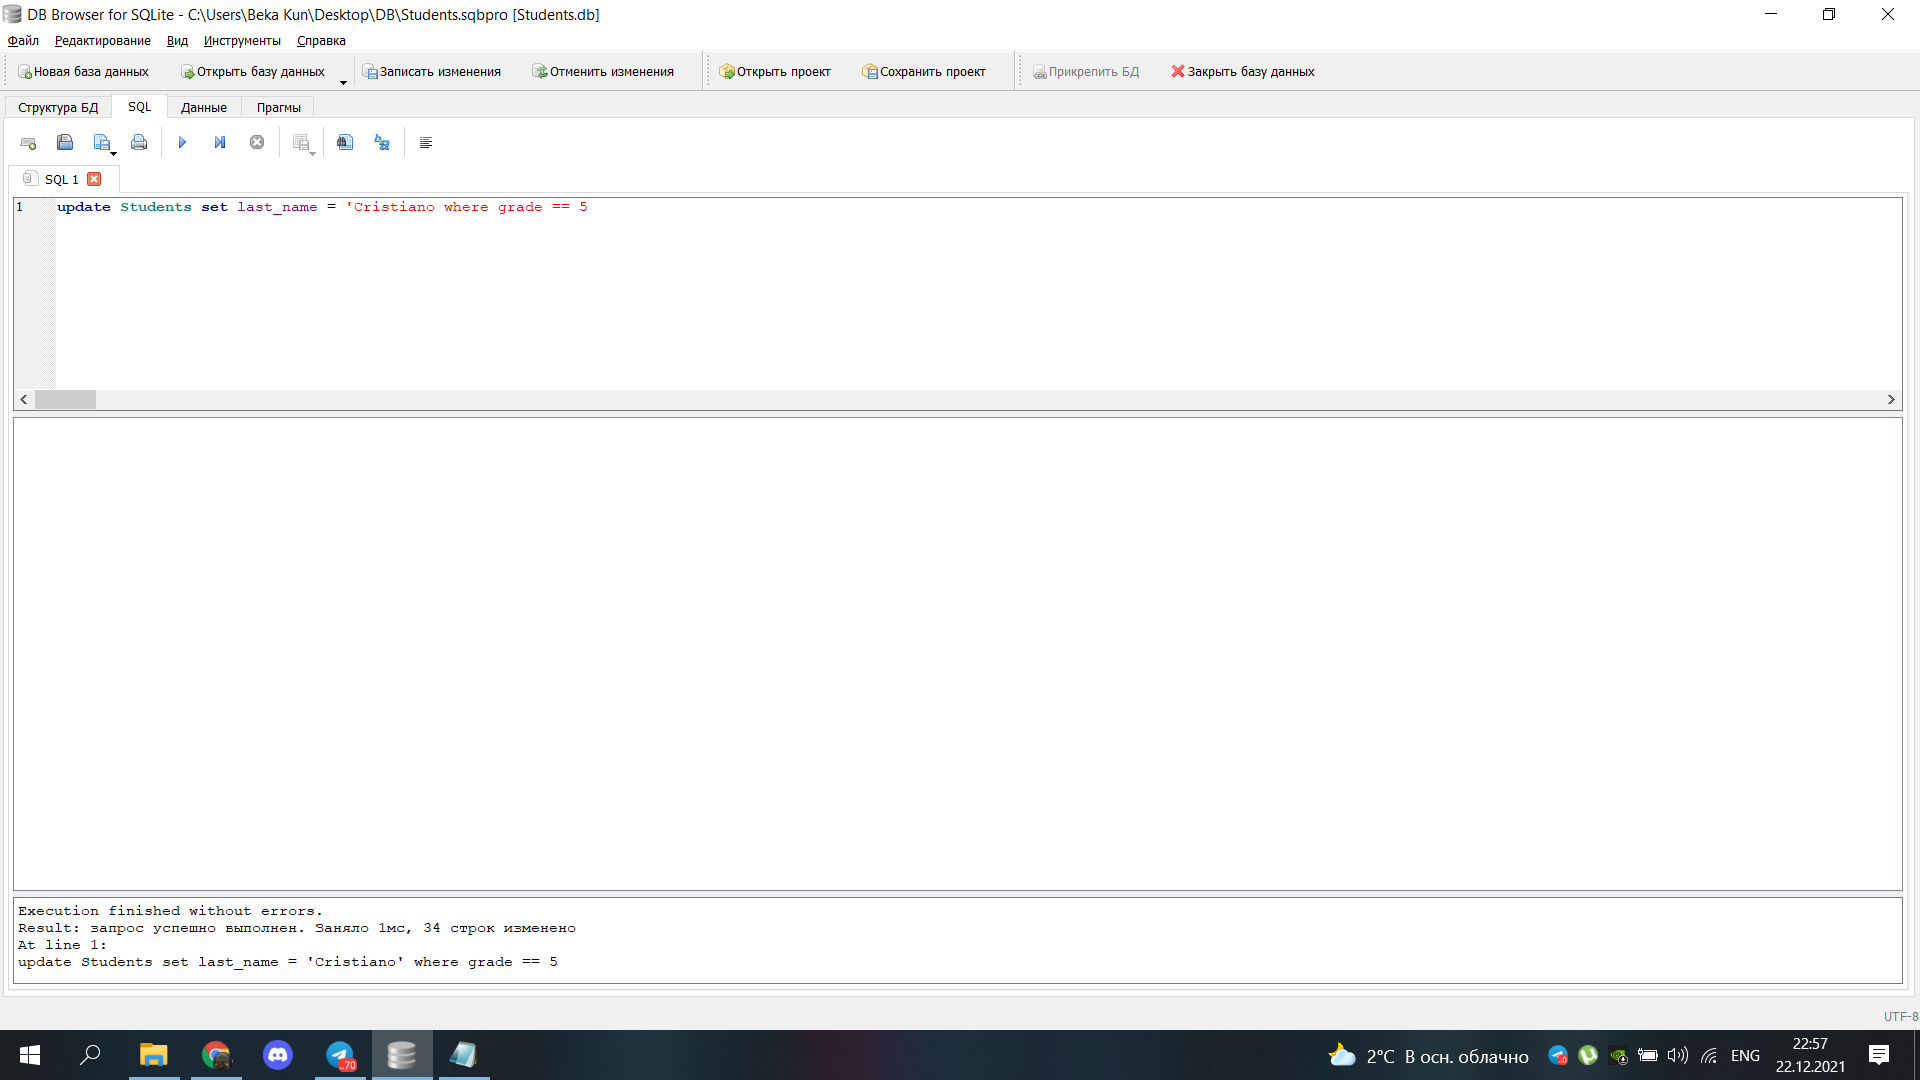 DB Browser for SQLite - C:\Users\Beka Kun\Desktop\DB\Students.sqbpro [Students.db]
Файл Редактирование Вид Инструменты Справка
Новая база данных Открыть базу данных Записать изменения Отменить изменения Открыть проект Сохранить проект Прикрепить БД Закрыть базу данных
Структура БД SQL Данные Прагмы
SQL 1
1 update Students set last_name = 'Cristiano where grade == 5
Execution finished without errors.
Result: запрос успешно выполнен. Заняло 1мс, 34 строк изменено
At line 1:
update Students set last_name = 'Cristiano' where grade == 5
UTF-8
2°C В осн. облачно ENG 22:57
22.12.2021